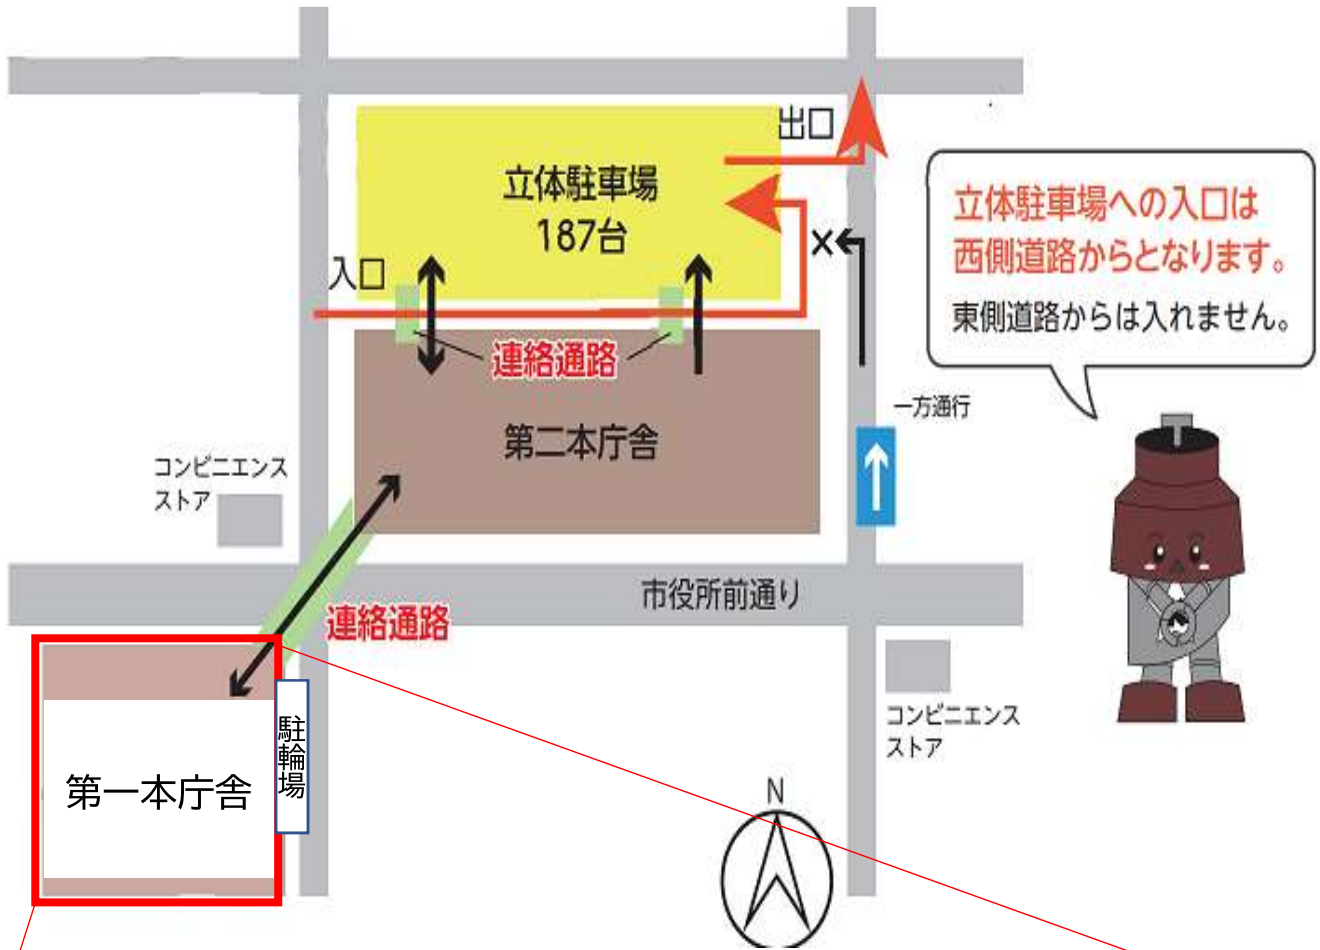 出口
立体駐車場
187台
入口
立体駐車場への入口は
西側道路からとなります。
東側道路からは入れません。
×
連絡通路
一方通行
第二本庁舎
コンビニエンス
ストア
市役所前通り
連絡通路
コンビニエンス
ストア
駐輪場
第一本庁舎
N